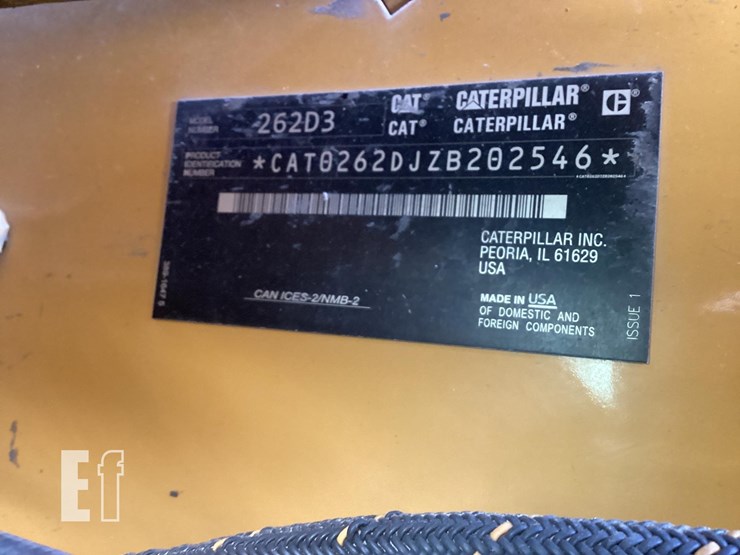 CAT CATERPILLAR®
CAT® CATERPILLAR®
MODEL NUMBER 262D3
PRODUCT IDENTIFICATION NUMBER *CAT0262DJZB202546*
CATERPILLAR INC.
PEORIA, IL 61629
USA
CAN ICES-2/NMB-2
MADE IN USA
OF DOMESTIC AND
FOREIGN COMPONENTS
ISSUE 1
Ef